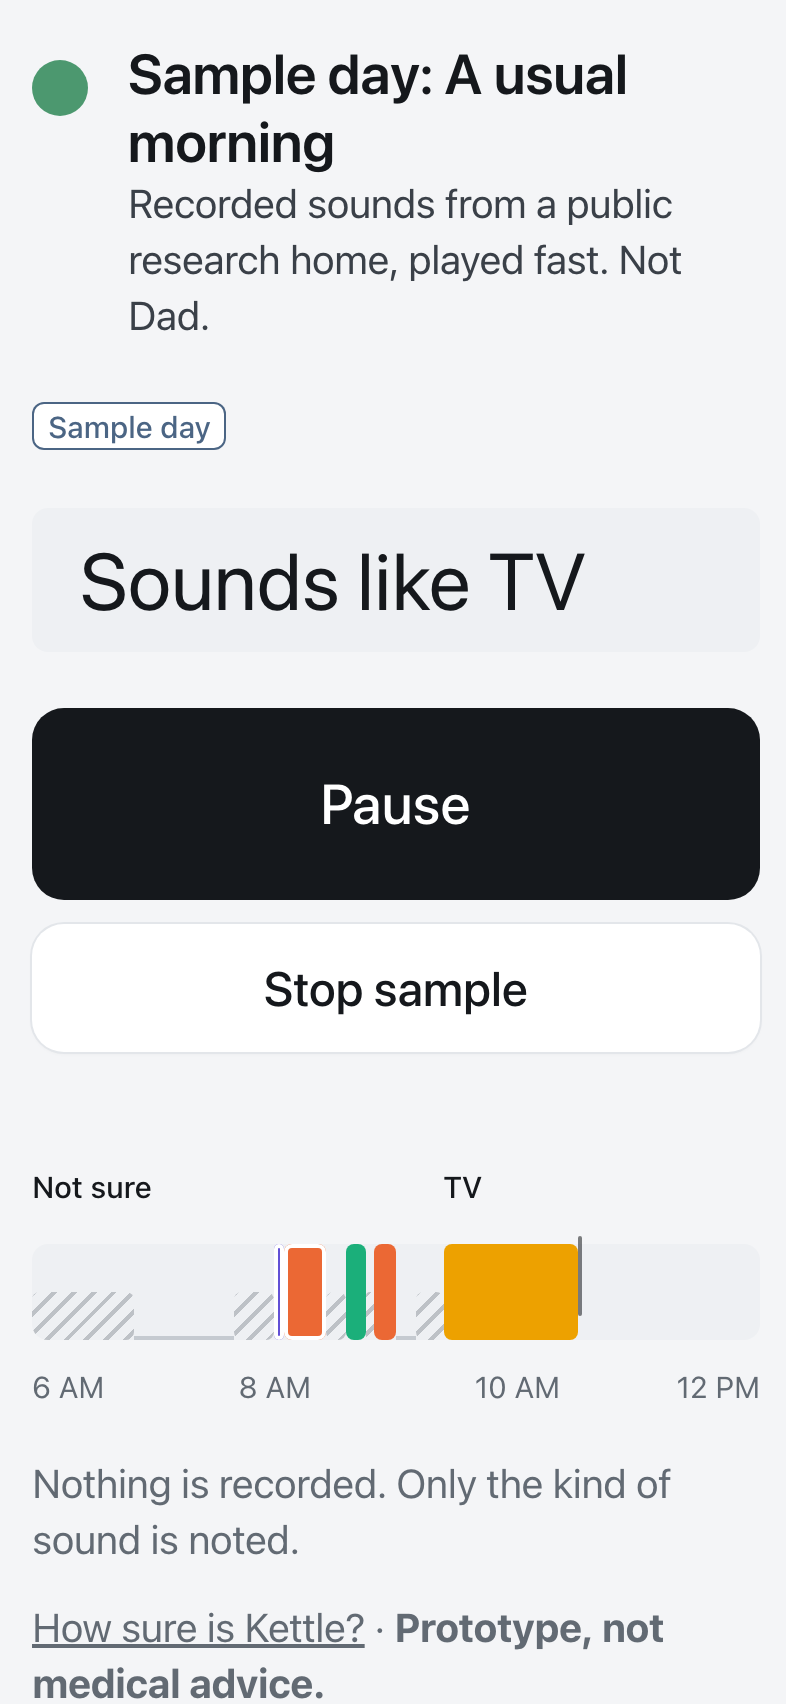 Sample day: A usual
morning
Recorded sounds from a public
research home, played fast. Not
Dad.
Sample day
Sounds like TV
Pause
Stop sample
Not sure
TV
6 AM
8 AM
10 AM
12 PM
Nothing is recorded. Only the kind of
sound is noted.
How sure is Kettle? · Prototype, not
medical advice.